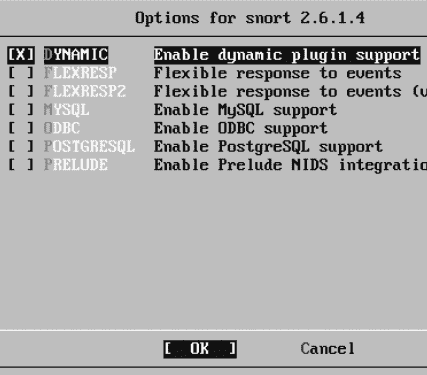 Options for snort 2.6.1.4
[X] DYNAMIC Enable dynamic plugin support
[ ] FLEXRESP Flexible response to events
[ ] FLEXRESP2 Flexible response to events (v
[ ] MYSQL Enable MySQL support
[ ] ODBC Enable ODBC support
[ ] POSTGRESQL Enable PostgreSQL support
[ ] PRELUDE Enable Prelude NIDS integratio
[ OK ] Cancel